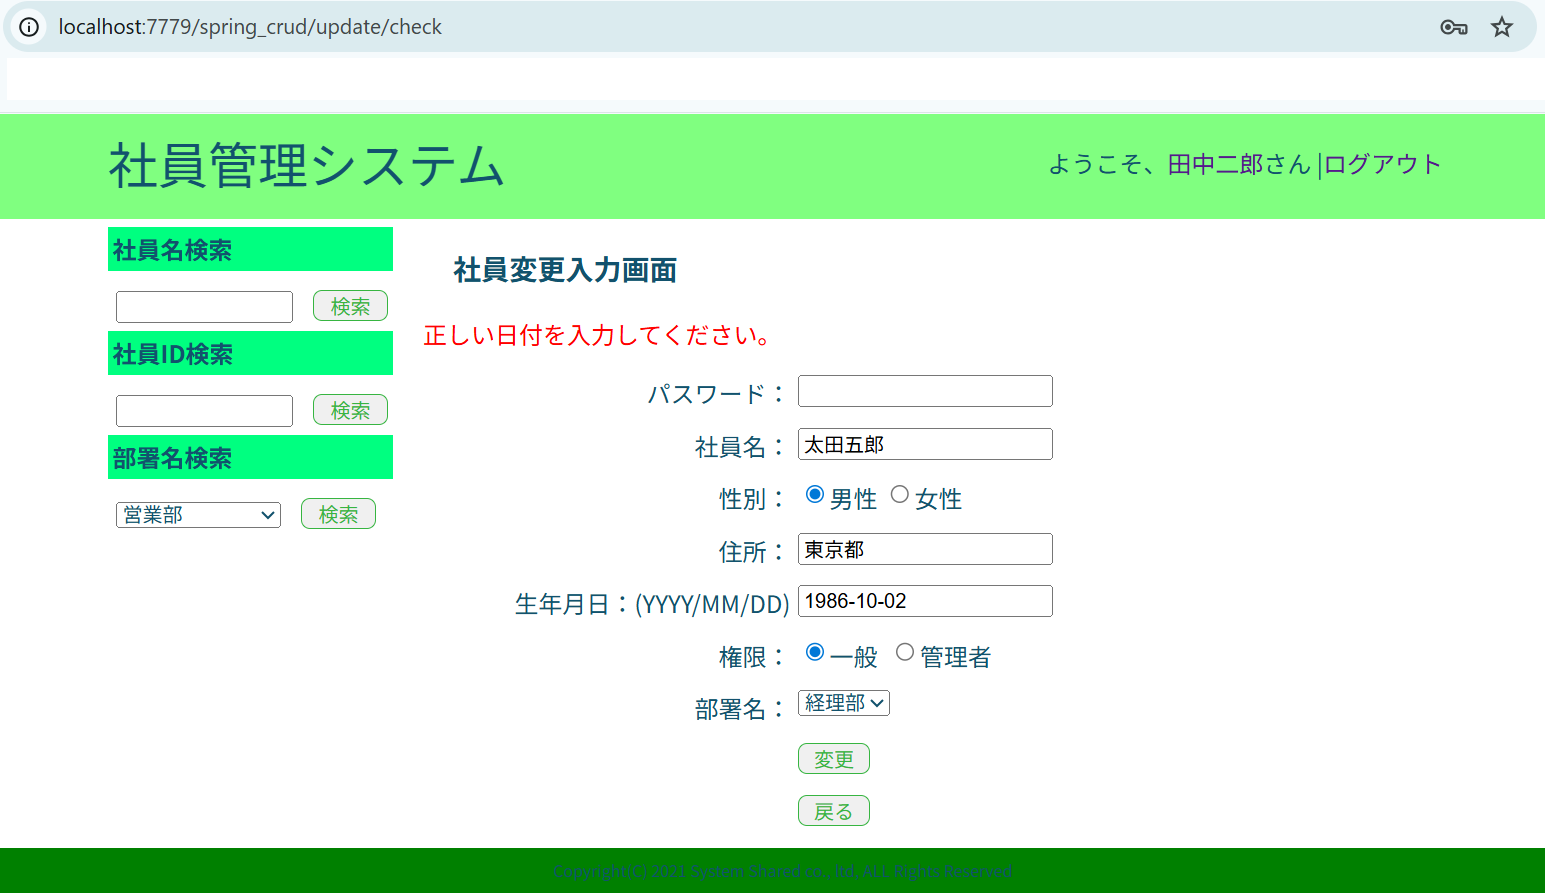 localhost:7779/spring_crud/update/check
社員管理システム
ようこそ、田中二郎さん |ログアウト
社員名検索
検索
社員ID検索
検索
部署名検索
営業部 検索
社員変更入力画面
正しい日付を入力してください。
パスワード：
社員名： 太田五郎
性別： 男性 女性
住所： 東京都
生年月日：(YYYY/MM/DD) 1986-10-02
権限： 一般 管理者
部署名： 経理部
変更
戻る
Copyright(C) 2021 System Shared co., ltd, ALL Rights Reserved